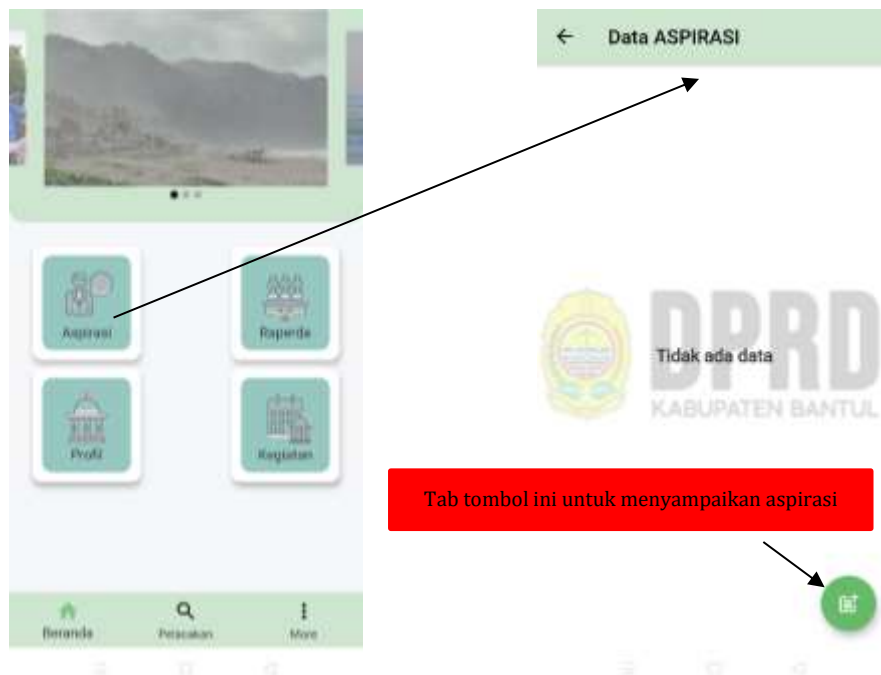 Data ASPIRASI
Aspirasi
Raperda
Profil
Kegiatan
DPRD
KABUPATEN BANTUL
Tidak ada data
Tab tombol ini untuk menyampaikan aspirasi
Beranda
Pelacakan
More